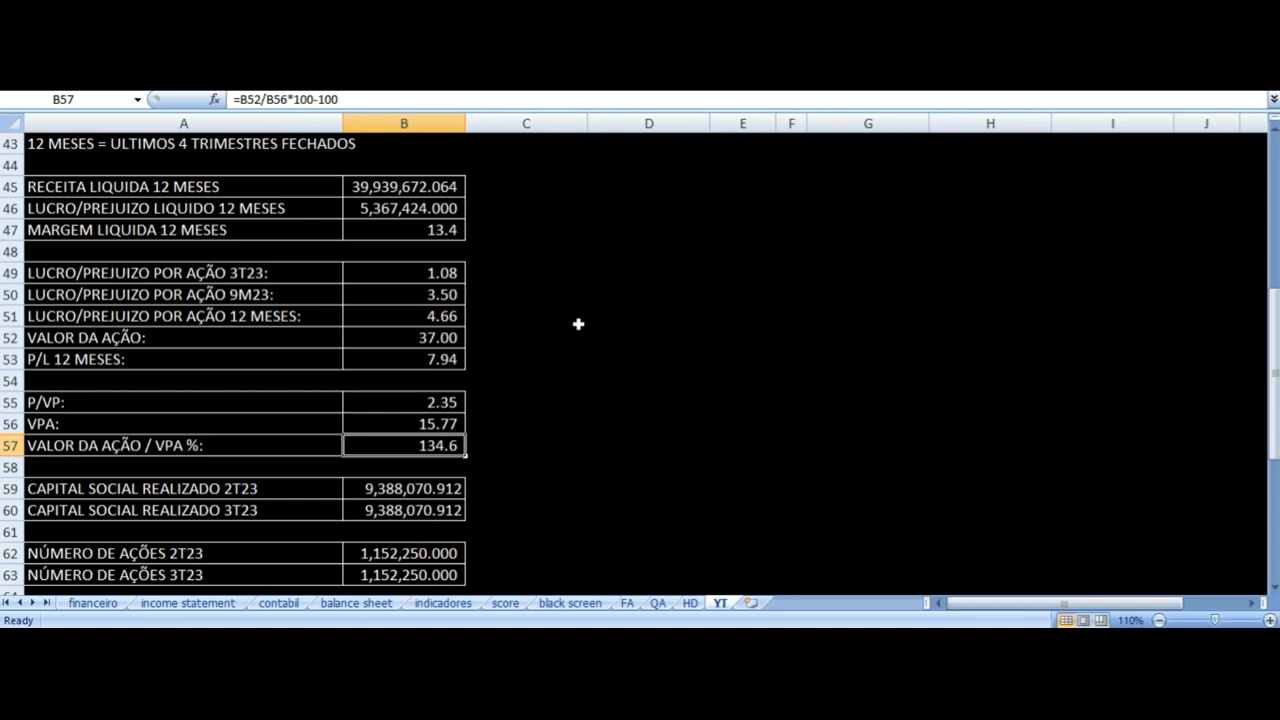 B57 fx =B52/B56*100-100
A B C D E F G H I J
43 12 MESES = ULTIMOS 4 TRIMESTRES FECHADOS
44
45 RECEITA LIQUIDA 12 MESES 39,939,672.064
46 LUCRO/PREJUIZO LIQUIDO 12 MESES 5,367,424.000
47 MARGEM LIQUIDA 12 MESES 13.4
48
49 LUCRO/PREJUIZO POR AÇÃO 3T23: 1.08
50 LUCRO/PREJUIZO POR AÇÃO 9M23: 3.50
51 LUCRO/PREJUIZO POR AÇÃO 12 MESES: 4.66
52 VALOR DA AÇÃO: 37.00
53 P/L 12 MESES: 7.94
54
55 P/VP: 2.35
56 VPA: 15.77
57 VALOR DA AÇÃO / VPA %: 134.6
58
59 CAPITAL SOCIAL REALIZADO 2T23 9,388,070.912
60 CAPITAL SOCIAL REALIZADO 3T23 9,388,070.912
61
62 NÚMERO DE AÇÕES 2T23 1,152,250.000
63 NÚMERO DE AÇÕES 3T23 1,152,250.000
financeiro income statement contabil balance sheet indicadores score black screen FA QA HD YT
Ready 110%